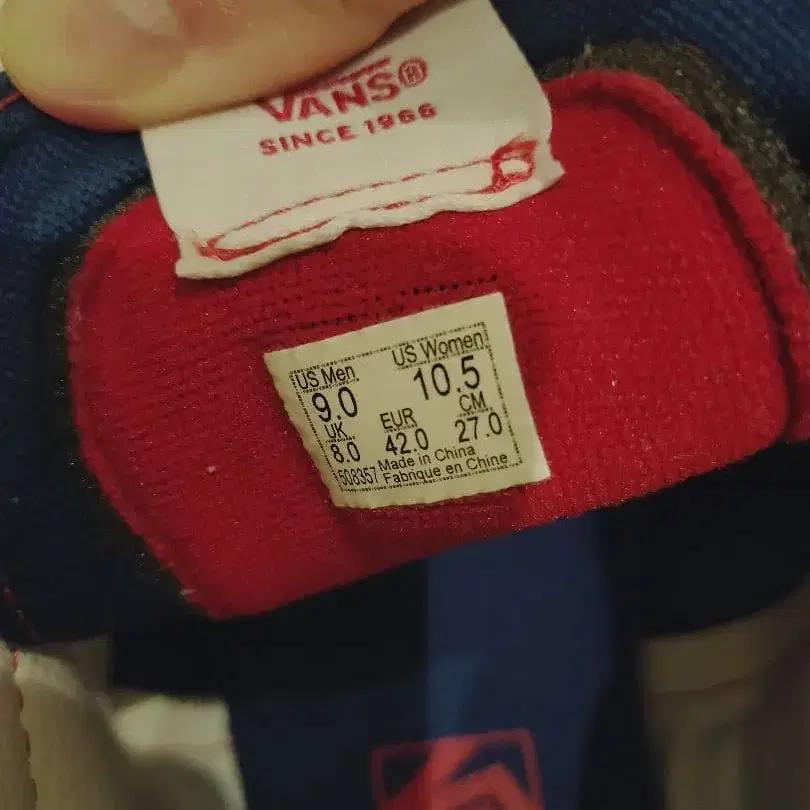 VANS®
SINCE 1966
US Men US Women
9.0 10.5
UK EUR CM
8.0 42.0 27.0
508357 Made in China
Fabrique en Chine